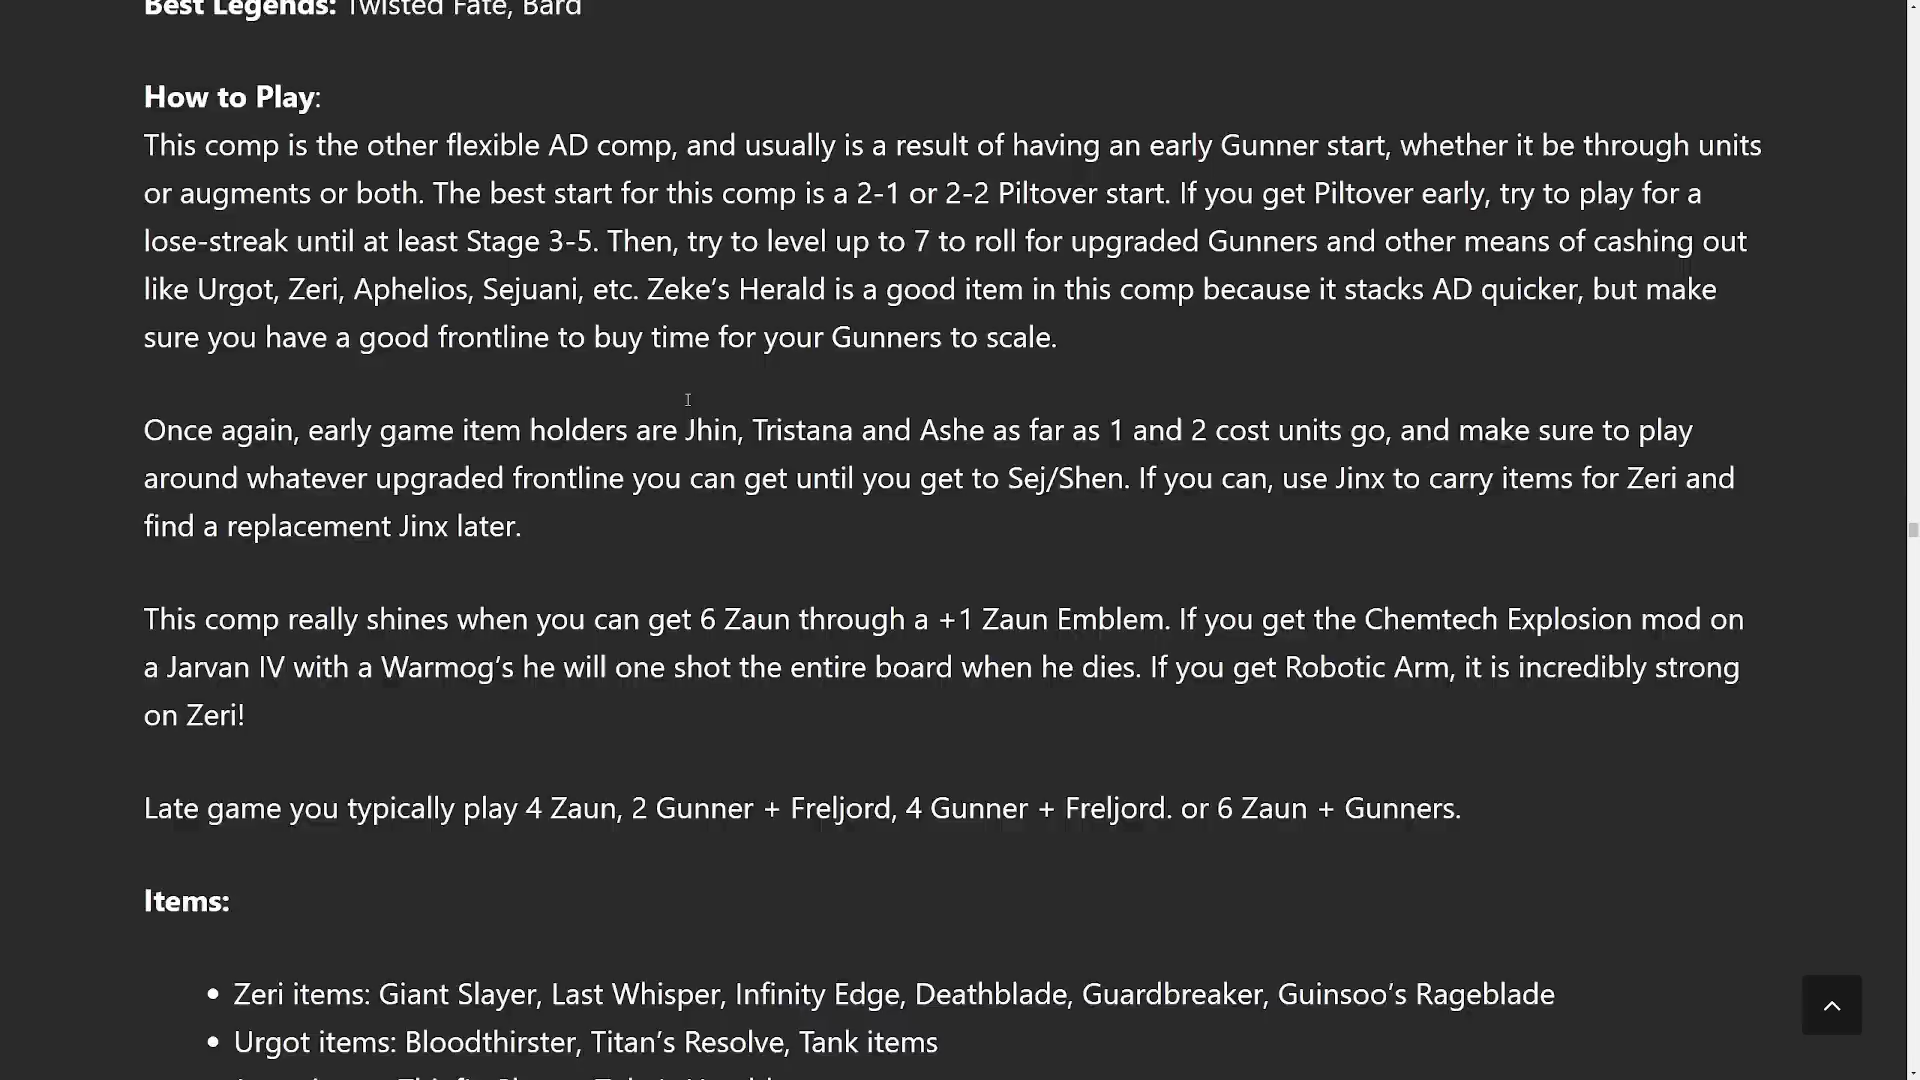 Best Legends: Twisted Fate, Bard
How to Play:
This comp is the other flexible AD comp, and usually is a result of having an early Gunner start, whether it be through units
or augments or both. The best start for this comp is a 2-1 or 2-2 Piltover start. If you get Piltover early, try to play for a
lose-streak until at least Stage 3-5. Then, try to level up to 7 to roll for upgraded Gunners and other means of cashing out
like Urgot, Zeri, Aphelios, Sejuani, etc. Zeke’s Herald is a good item in this comp because it stacks AD quicker, but make
sure you have a good frontline to buy time for your Gunners to scale.
Once again, early game item holders are Jhin, Tristana and Ashe as far as 1 and 2 cost units go, and make sure to play
around whatever upgraded frontline you can get until you get to Sej/Shen. If you can, use Jinx to carry items for Zeri and
find a replacement Jinx later.
This comp really shines when you can get 6 Zaun through a +1 Zaun Emblem. If you get the Chemtech Explosion mod on
a Jarvan IV with a Warmog’s he will one shot the entire board when he dies. If you get Robotic Arm, it is incredibly strong
on Zeri!
Late game you typically play 4 Zaun, 2 Gunner + Freljord, 4 Gunner + Freljord. or 6 Zaun + Gunners.
Items:
• Zeri items: Giant Slayer, Last Whisper, Infinity Edge, Deathblade, Guardbreaker, Guinsoo’s Rageblade
• Urgot items: Bloodthirster, Titan’s Resolve, Tank items